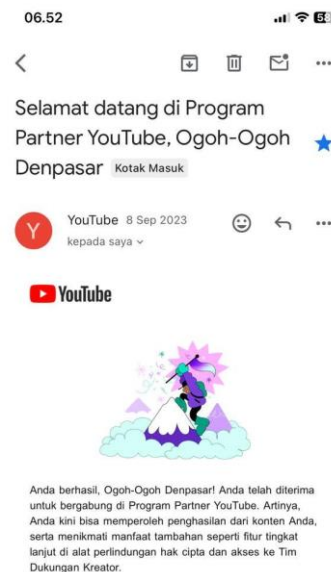 06.52
Selamat datang di Program
Partner YouTube, Ogoh-Ogoh
Denpasar Kotak Masuk
Y
YouTube 8 Sep 2023
kepada saya
YouTube
Anda berhasil, Ogoh-Ogoh Denpasar! Anda telah diterima
untuk bergabung di Program Partner YouTube. Artinya,
Anda kini bisa memperoleh penghasilan dari konten Anda,
serta menikmati manfaat tambahan seperti fitur tingkat
lanjut di alat perlindungan hak cipta dan akses ke Tim
Dukungan Kreator.